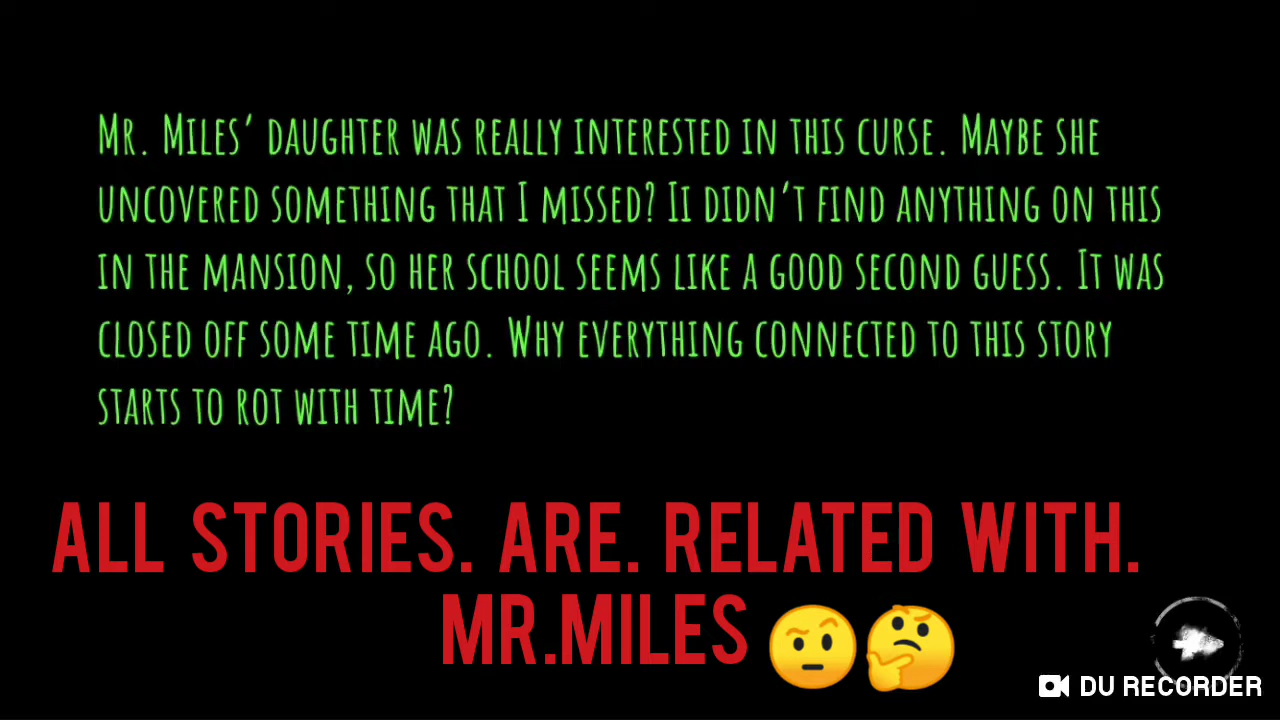 Mr. Miles' daughter was really interested in this curse. Maybe she
uncovered something that I missed? Ii didn't find anything on this
in the mansion, so her school seems like a good second guess. It was
closed off some time ago. Why everything connected to this story
starts to rot with time?
ALL STORIES. ARE. RELATED WITH.
MR.MILES 🤨🤔
DU RECORDER